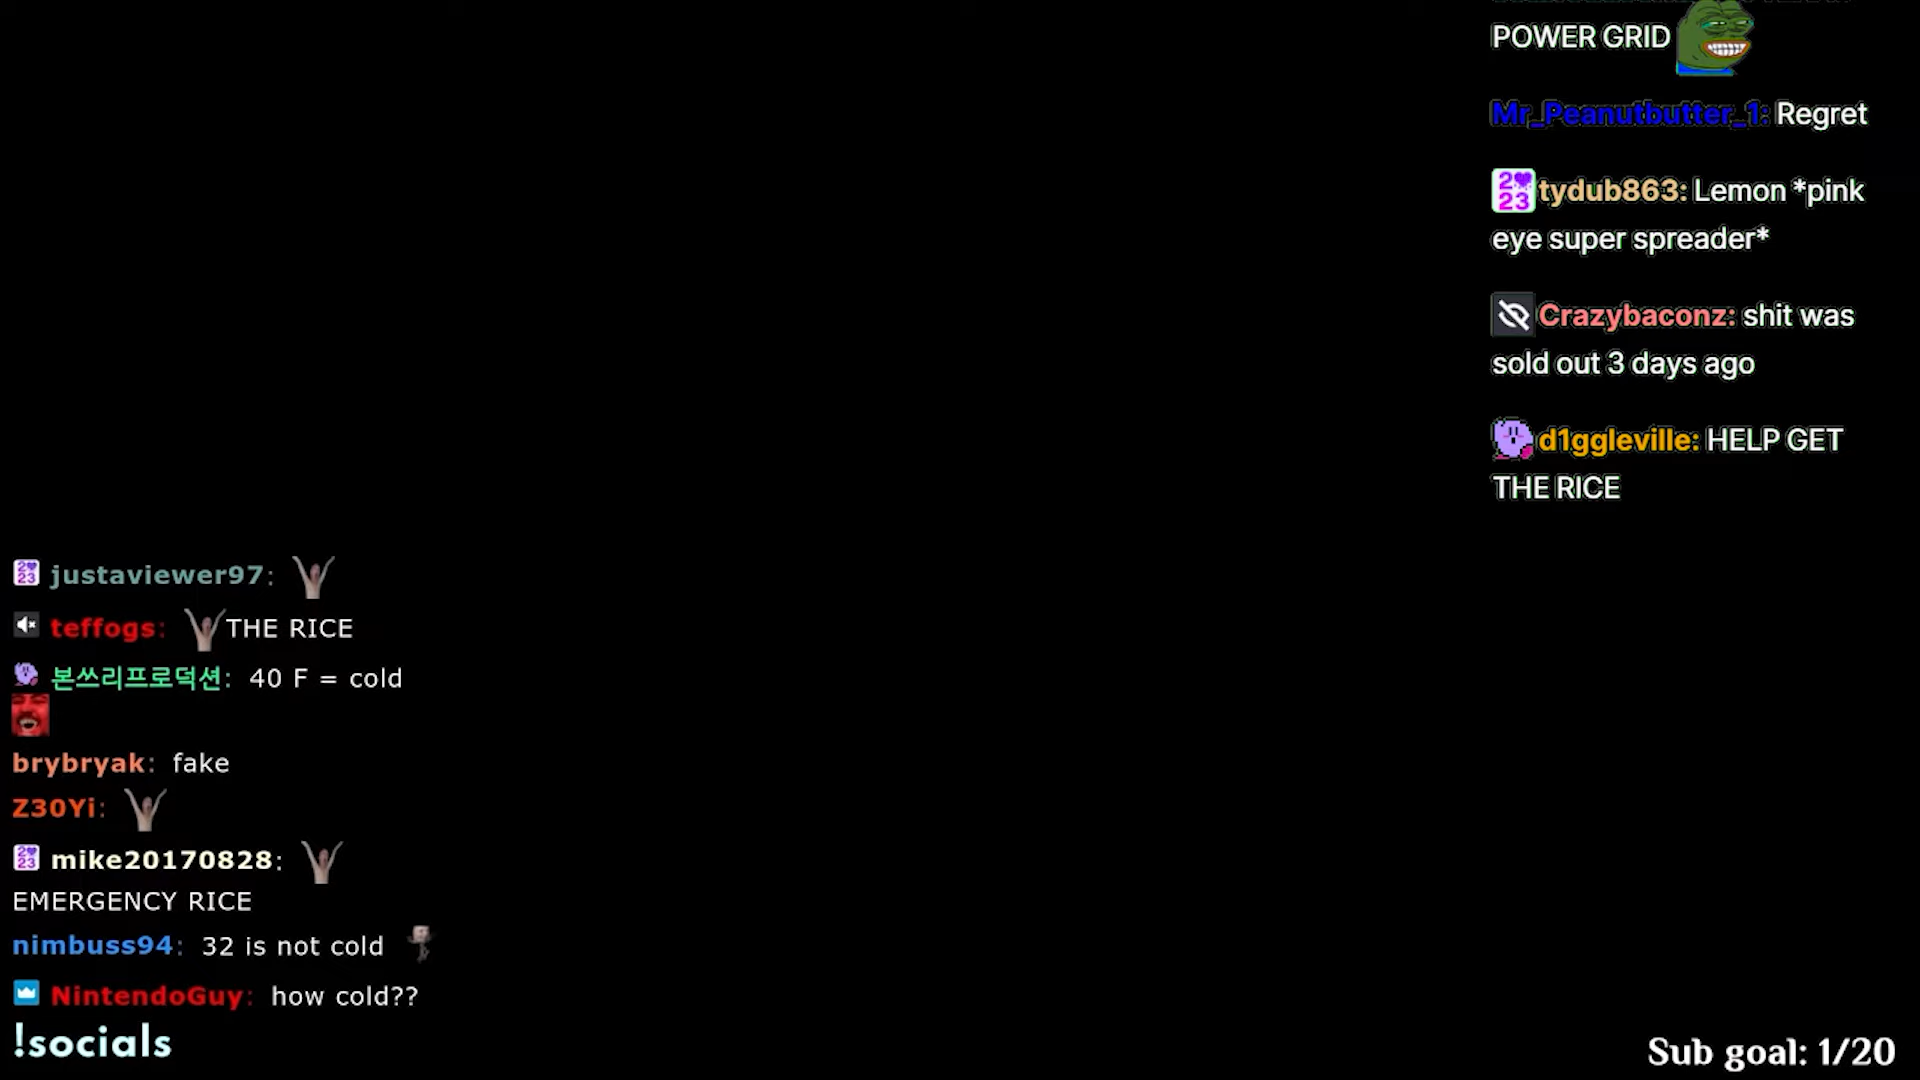 POWER GRID
Mr_Peanutbutter_1: Regret
tydub863: Lemon *pink
eye super spreader*
Crazybaconz: shit was
sold out 3 days ago
d1ggleville: HELP GET
THE RICE
justaviewer97:
teffogs: THE RICE
본쓰리프로덕션: 40 F = cold
brybryak: fake
Z30Yi:
mike20170828:
EMERGENCY RICE
nimbuss94: 32 is not cold
NintendoGuy: how cold??
!socials
Sub goal: 1/20